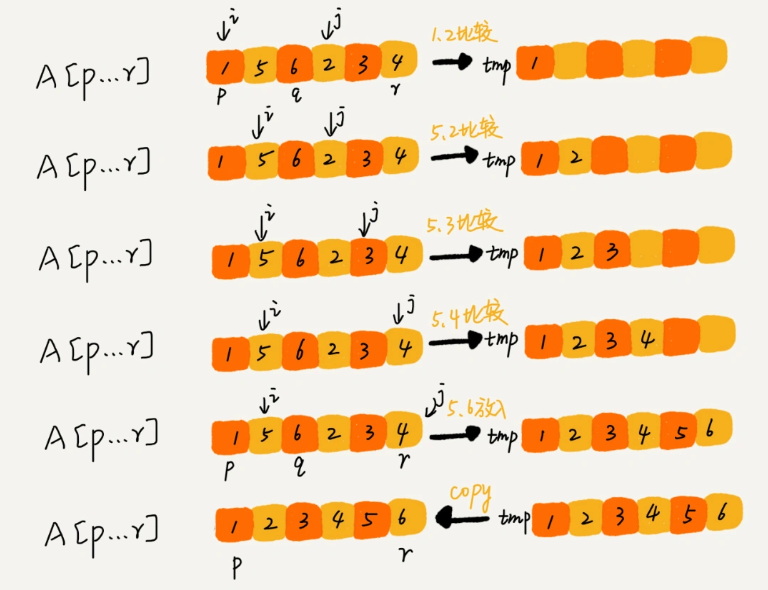 i j
A[p...r] 1 5 6 2 3 4 1.2比较 tmp 1
p q r
i j
A[p...r] 1 5 6 2 3 4 5.2比较 tmp 1 2
i j
A[p...r] 1 5 6 2 3 4 5.3比较 tmp 1 2 3
i j
A[p...r] 1 5 6 2 3 4 5.4比较 tmp 1 2 3 4
i j
A[p...r] 1 5 6 2 3 4 5.6放入 tmp 1 2 3 4 5 6
p q r
A[p...r] 1 2 3 4 5 6 copy tmp 1 2 3 4 5 6
p r